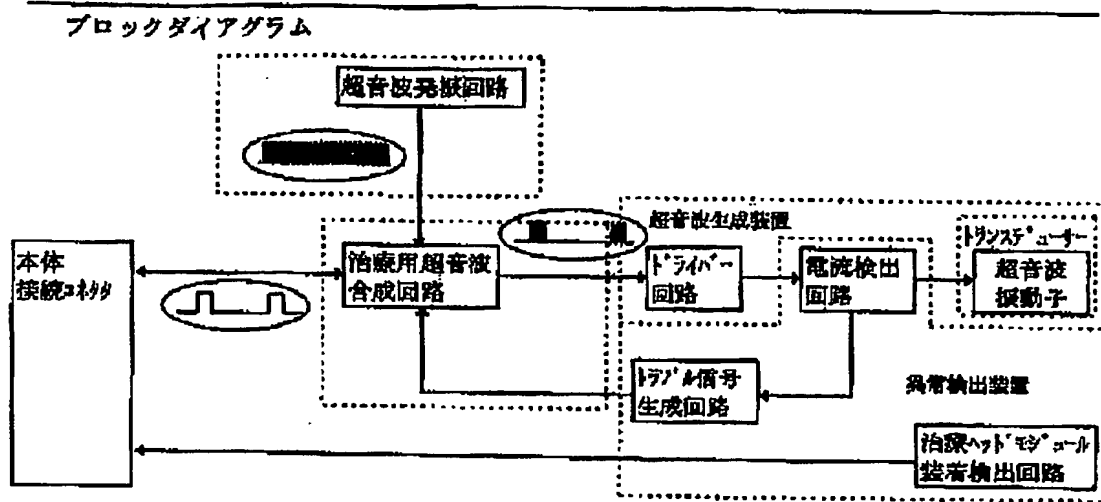 ブロックダイアグラム
超音波発振回路
超音波生成装置
トランスデューサー
本体
接続コネクタ
治療用超音波
合成回路
ドライバー
回路
電流検出
回路
超音波
振動子
トラブル信号
生成回路
異常検出装置
治療ヘッドモジュール
装着検出回路